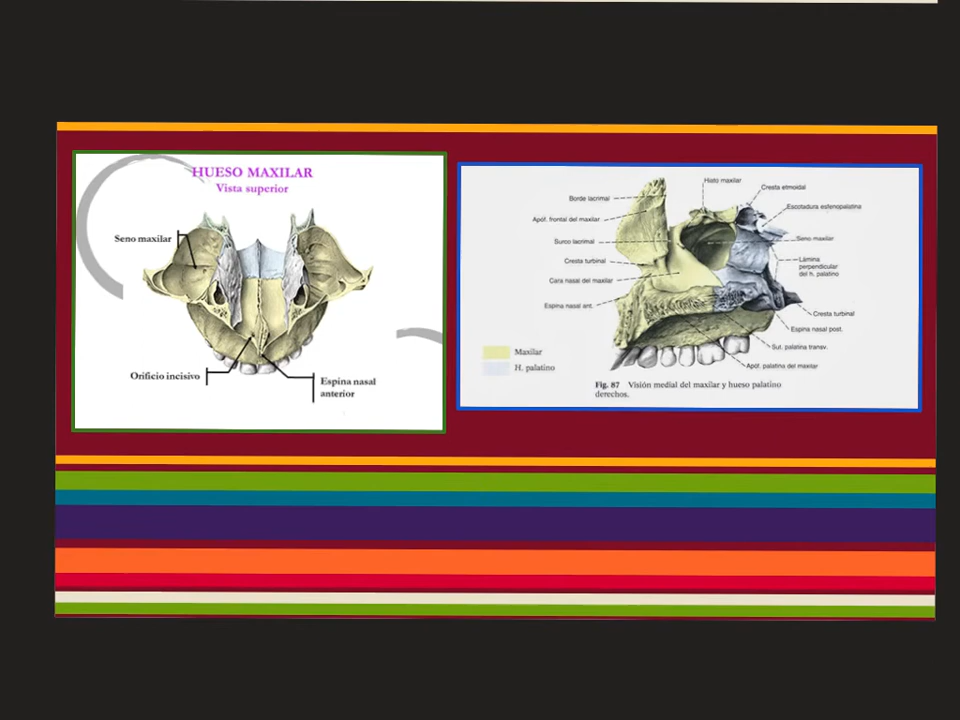 HUESO MAXILAR
Vista superior
Seno maxilar
Orificio incisivo
Espina nasal
anterior
Hiato maxilar
Cresta etmoidal
Borde lacrimal
Escotadura esfenopalatina
Apóf. frontal del maxilar
Surco lacrimal
Seno maxilar
Cresta turbinal
Lámina
perpendicular
del h. palatino
Cara nasal del maxilar
Espina nasal ant.
Cresta turbinal
Espina nasal post.
Sut. palatina transv.
Apóf. palatina del maxilar
Maxilar
H. palatino
Fig. 87 Visión medial del maxilar y hueso palatino
derechos.